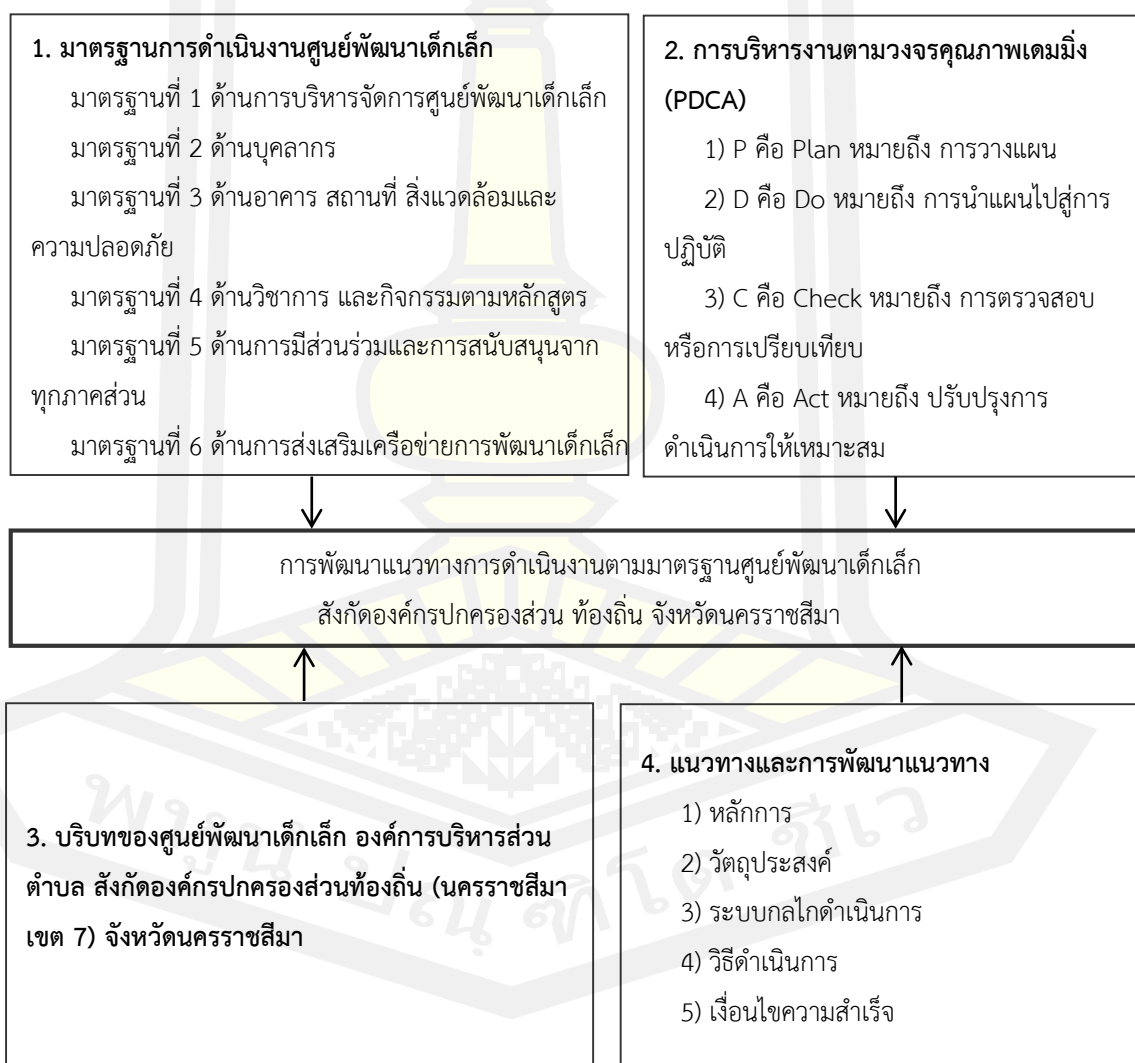 1. มาตรฐานการดำเนินงานศูนย์พัฒนาเด็กเล็ก
มาตรฐานที่ 1 ด้านการบริหารจัดการศูนย์พัฒนาเด็กเล็ก
มาตรฐานที่ 2 ด้านบุคลากร
มาตรฐานที่ 3 ด้านอาคาร สถานที่ สิ่งแวดล้อมและ
ความปลอดภัย
มาตรฐานที่ 4 ด้านวิชาการ และกิจกรรมตามหลักสูตร
มาตรฐานที่ 5 ด้านการมีส่วนร่วมและการสนับสนุนจาก
ทุกภาคส่วน
มาตรฐานที่ 6 ด้านการส่งเสริมเครือข่ายการพัฒนาเด็กเล็ก
2. การบริหารงานตามวงจรคุณภาพเดมมิ่ง
(PDCA)
1) P คือ Plan หมายถึง การวางแผน
2) D คือ Do หมายถึง การนำแผนไปสู่การ
ปฏิบัติ
3) C คือ Check หมายถึง การตรวจสอบ
หรือการเปรียบเทียบ
4) A คือ Act หมายถึง ปรับปรุงการ
ดำเนินการให้เหมาะสม
การพัฒนาแนวทางการดำเนินงานตามมาตรฐานศูนย์พัฒนาเด็กเล็ก
สังกัดองค์กรปกครองส่วน ท้องถิ่น จังหวัดนครราชสีมา
3. บริบทของศูนย์พัฒนาเด็กเล็ก องค์การบริหารส่วน
ตำบล สังกัดองค์กรปกครองส่วนท้องถิ่น (นครราชสีมา
เขต 7) จังหวัดนครราชสีมา
4. แนวทางและการพัฒนาแนวทาง
1) หลักการ
2) วัตถุประสงค์
3) ระบบกลไกดำเนินการ
4) วิธีดำเนินการ
5) เงื่อนไขความสำเร็จ
พหูน ปณฺ ฑิโต ชีเว